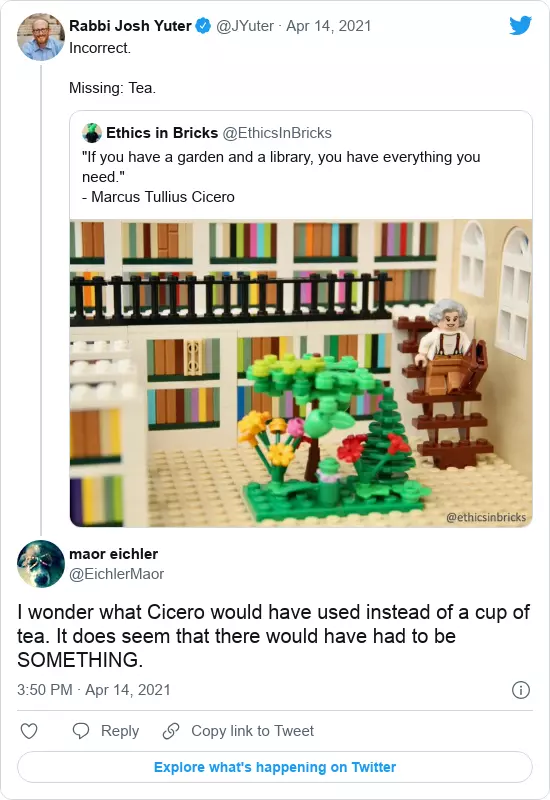 Rabbi Josh Yuter @JYuter · Apr 14, 2021
Incorrect.
Missing: Tea.
Ethics in Bricks @EthicsInBricks
"If you have a garden and a library, you have everything you
need."
- Marcus Tullius Cicero
@ethicsinbricks
maor eichler
@EichlerMaor
I wonder what Cicero would have used instead of a cup of
tea. It does seem that there would have had to be
SOMETHING.
3:50 PM · Apr 14, 2021
Reply
Copy link to Tweet
Explore what's happening on Twitter